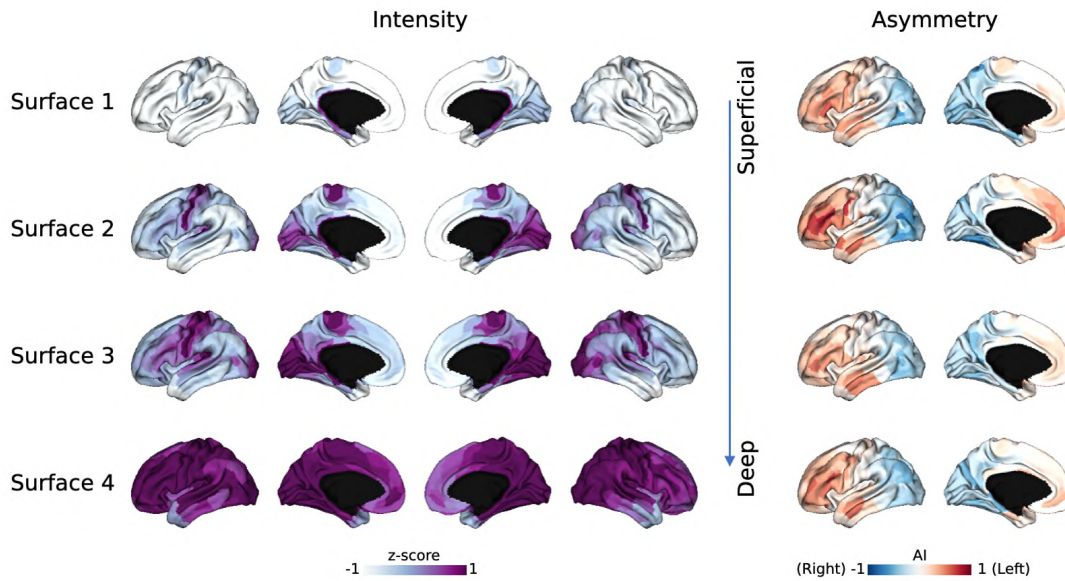 Intensity
Asymmetry
Surface 1
Surface 2
Surface 3
Surface 4
Superficial
Deep
z-score
-1
1
AI
(Right) -1
1 (Left)